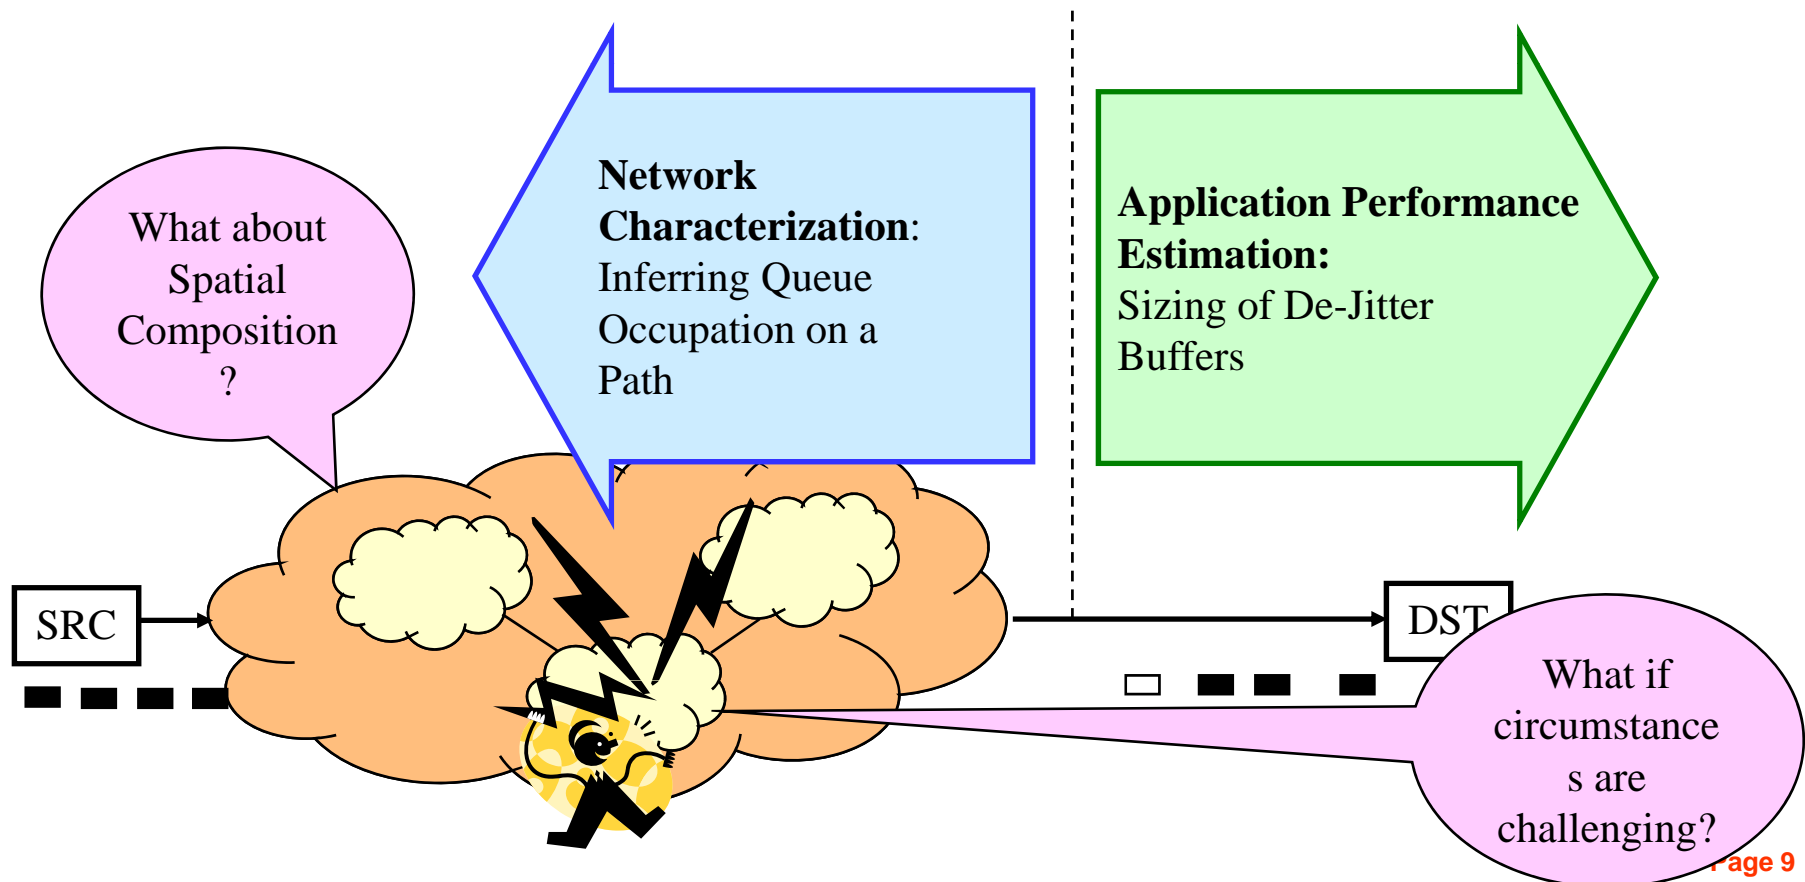 What about
Spatial
Composition
?
Network
Characterization:
Inferring Queue
Occupation on a
Path
Application Performance
Estimation:
Sizing of De-Jitter
Buffers
SRC
DST
What if
circumstance
s are
challenging?
Page 9